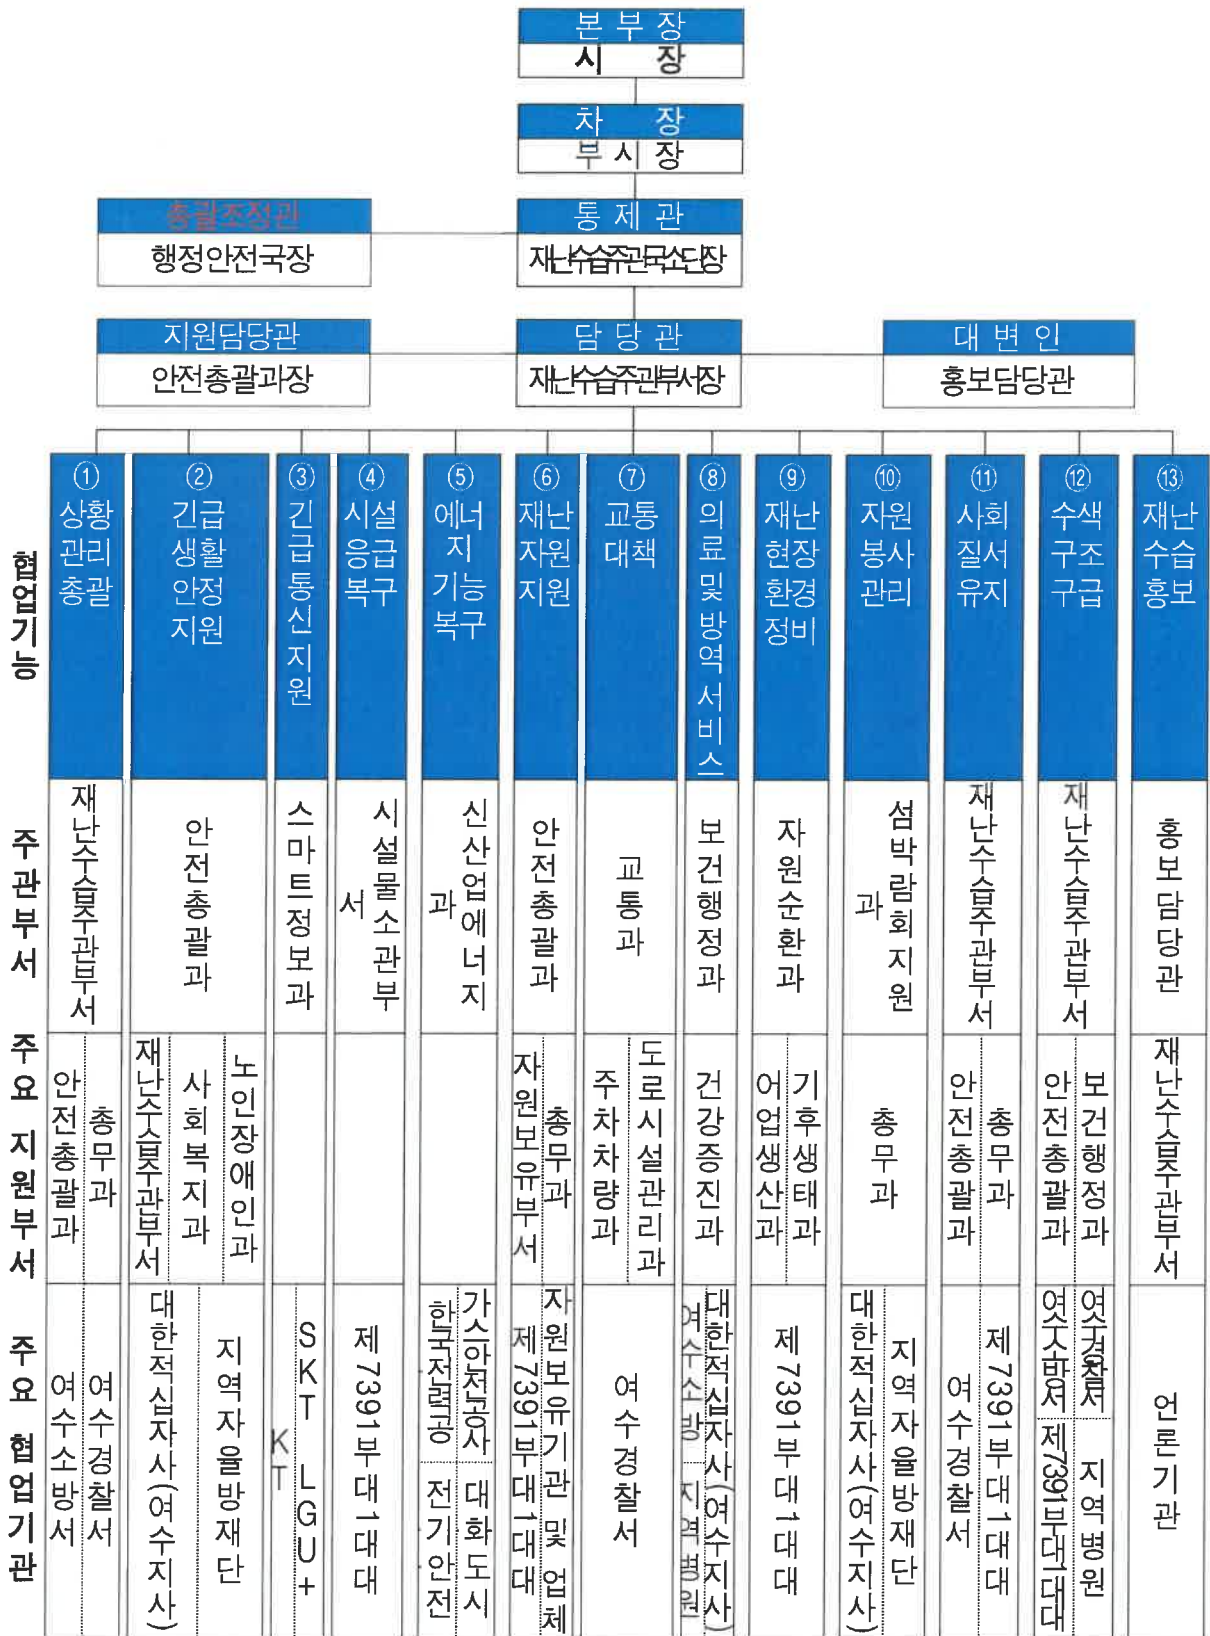 본 부 장
시 장
차 장
부 시 장
총괄조정관
행정안전국장
통 제 관
재난수습주관국소단장
지원담당관
안전총괄과장
담 당 관
재난수습주관부서장
대 변 인
홍보담당관
협업기능
① 상황관리총괄
② 긴급생활안정지원
③ 긴급통신지원
④ 시설응급복구
⑤ 에너지기능복구
⑥ 재난자원지원
⑦ 교통대책
⑧ 의료및방역서비스
⑨ 재난현장환경정비
⑩ 자원봉사관리
⑪ 사회질서유지
⑫ 수색구조구급
⑬ 재난수습홍보
주관부서
재난수습주관부서
안전총괄과
스마트정보과
시설물소관부서
신산업에너지과
안전총괄과
교통과
보건행정과
자원순환과
섬박람회지원과
재난수습주관부서
재난수습주관부서
홍보담당관
주요 지원부서
안전총괄과
총무과
재난수습주관부서
사회복지과
노인장애인과
자원보유부서
총무과
주차차량과
도로시설관리과
건강증진과
어업생산과
기후생태과
총무과
안전총괄과
총무과
안전총괄과
보건행정과
재난수습주관부서
주요 협업기관
여수소방서
여수경찰서
대한적십자사(여수지사)
지역자율방재단
KT
SKT LGU+
제7391부대1대대
한국전력공
가스안전공사
전기안전
대화도시
제7391부대1대대
자원보유기관 및 업체
여수경찰서
여수소방
지역병원
대한적십자사(여수지사)
제7391부대1대대
대한적십자사(여수지사)
지역자율방재단
여수경찰서
제7391부대1대대
여수소방서
여수경찰서
제7391부대1대대
지역병원
언론기관